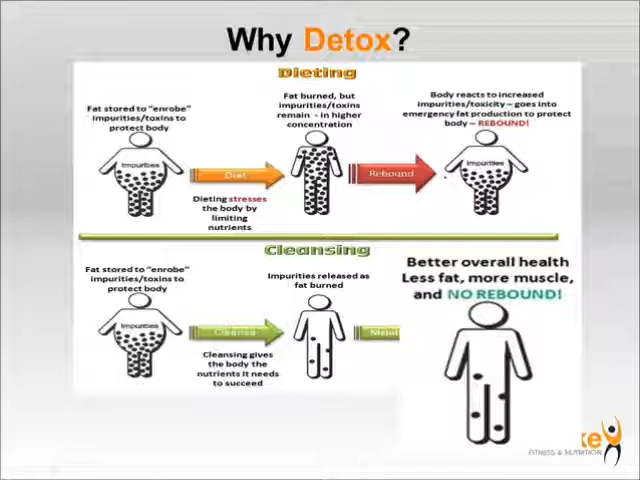 Why Detox?
Dieting
Fat stored to "enrobe"
impurities/toxins to
protect body
Impurities
Diet
Dieting stresses
the body by
limiting
nutrients
Fat burned, but
impurities/toxins
remain - in higher
concentration
Rebound
Body reacts to increased
impurities/toxicity – goes into
emergency fat production to protect
body – REBOUND!
Impurities
Cleansing
Fat stored to "enrobe"
impurities/toxins to
protect body
Impurities
Cleanse
Cleansing gives
the body the
nutrients it needs
to succeed
Impurities released as
fat burned
Better overall health
Less fat, more muscle,
and NO REBOUND!
ke
FITNESS & NUTRITION